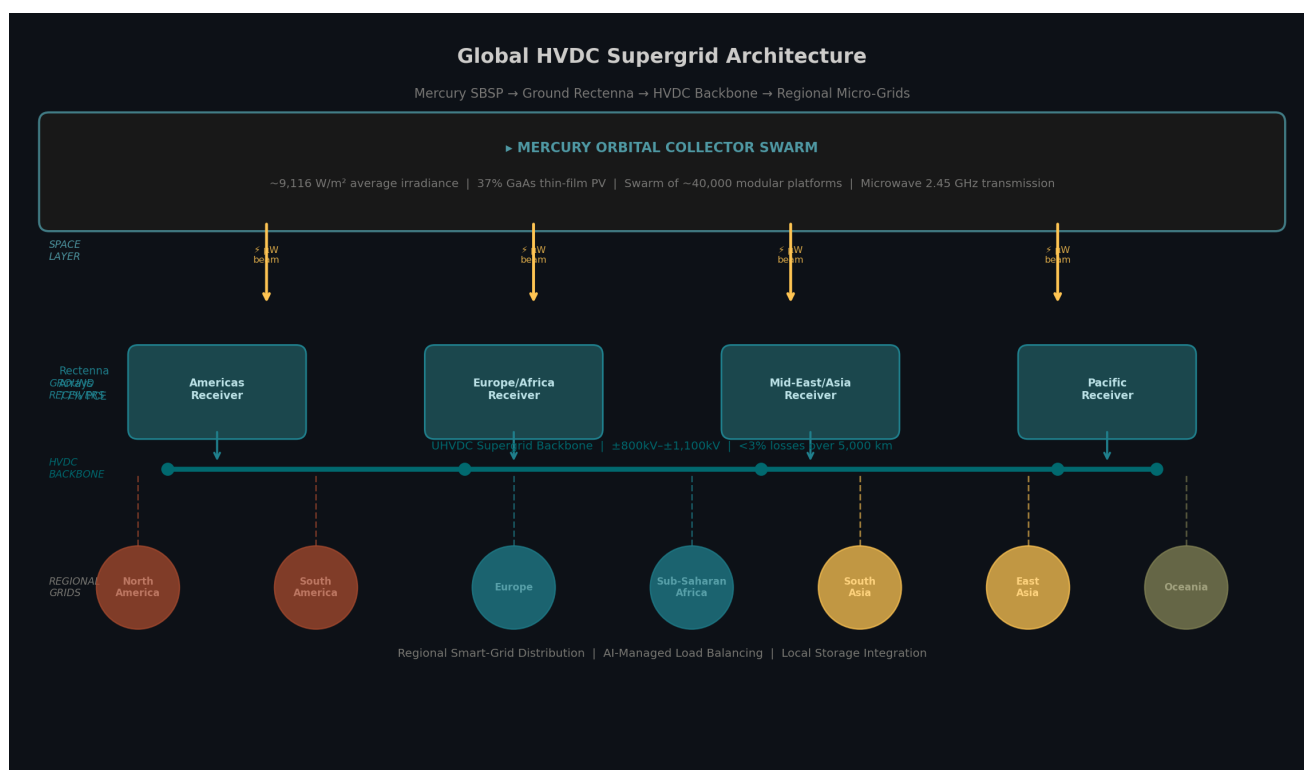 Global HVDC Supergrid Architecture
Mercury SBSP → Ground Rectenna → HVDC Backbone → Regional Micro-Grids
▸ MERCURY ORBITAL COLLECTOR SWARM
~9,116 W/m² average irradiance | 37% GaAs thin-film PV | Swarm of ~40,000 modular platforms | Microwave 2.45 GHz transmission
SPACE
LAYER
⚡ μW
beam
⚡ μW
beam
⚡ μW
beam
⚡ μW
beam
Rectenna
Arrays
GROUND
RECEIVERS
Americas
Receiver
Europe/Africa
Receiver
Mid-East/Asia
Receiver
Pacific
Receiver
UHVDC Supergrid Backbone | ±800kV–±1,100kV | <3% losses over 5,000 km
HVDC
BACKBONE
REGIONAL
GRIDS
North
America
South
America
Europe
Sub-Saharan
Africa
South
Asia
East
Asia
Oceania
Regional Smart-Grid Distribution | AI-Managed Load Balancing | Local Storage Integration